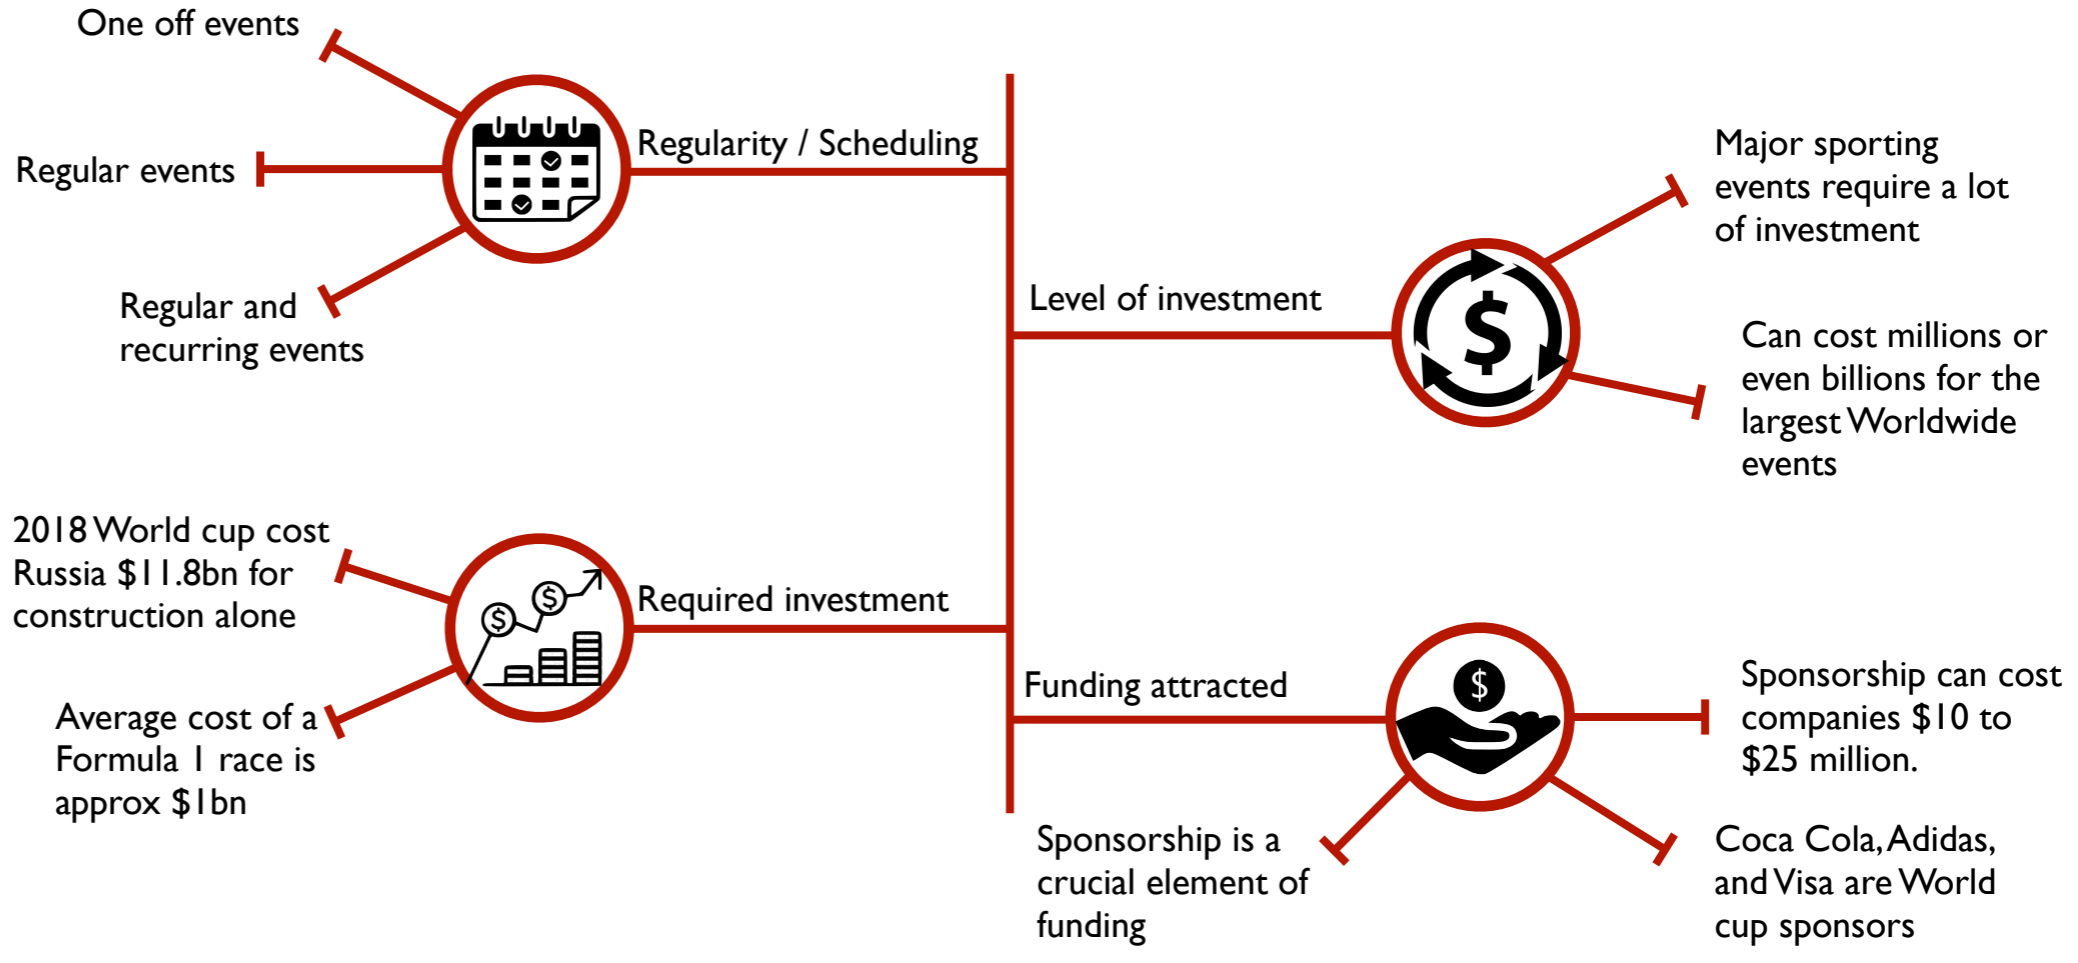 One off events
Regular events
Regular and
recurring events
Regularity / Scheduling
Level of investment
Major sporting
events require a lot
of investment
Can cost millions or
even billions for the
largest Worldwide
events
$
2018 World cup cost
Russia $11.8bn for
construction alone
Average cost of a
Formula 1 race is
approx $1bn
$
$
Required investment
Funding attracted
$
Sponsorship can cost
companies $10 to
$25 million.
Sponsorship is a
crucial element of
funding
Coca Cola, Adidas,
and Visa are World
cup sponsors